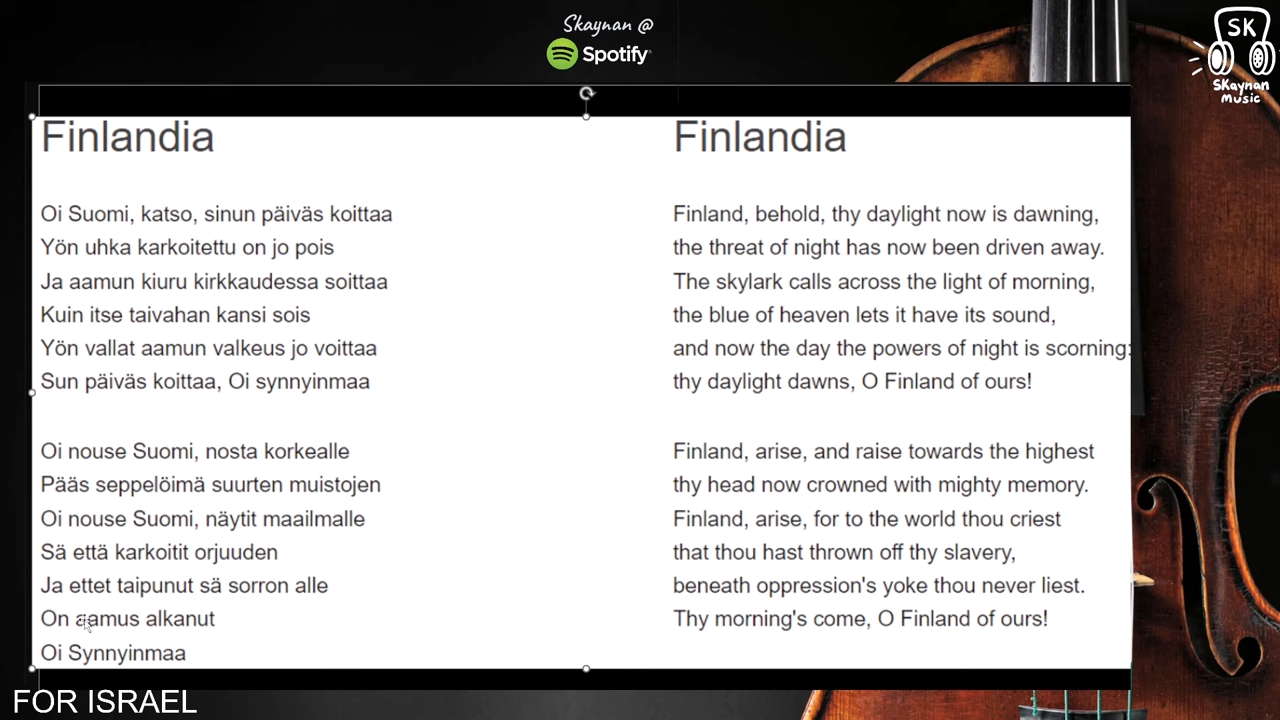 Skaynan @
Spotify
SK
Skaynan
Music
Finlandia
Oi Suomi, katso, sinun päiväs koittaa
Yön uhka karkoitettu on jo pois
Ja aamun kiuru kirkkaudessa soittaa
Kuin itse taivahan kansi sois
Yön vallat aamun valkeus jo voittaa
Sun päiväs koittaa, Oi synnyinmaa
Oi nouse Suomi, nosta korkealle
Pääs seppelöimä suurten muistojen
Oi nouse Suomi, näytit maailmalle
Sä että karkoitit orjuuden
Ja ettet taipunut sä sorron alle
On aamus alkanut
Oi Synnyinmaa
Finlandia
Finland, behold, thy daylight now is dawning,
the threat of night has now been driven away.
The skylark calls across the light of morning,
the blue of heaven lets it have its sound,
and now the day the powers of night is scorning:
thy daylight dawns, O Finland of ours!
Finland, arise, and raise towards the highest
thy head now crowned with mighty memory.
Finland, arise, for to the world thou criest
that thou hast thrown off thy slavery,
beneath oppression's yoke thou never liest.
Thy morning's come, O Finland of ours!
FOR ISRAEL